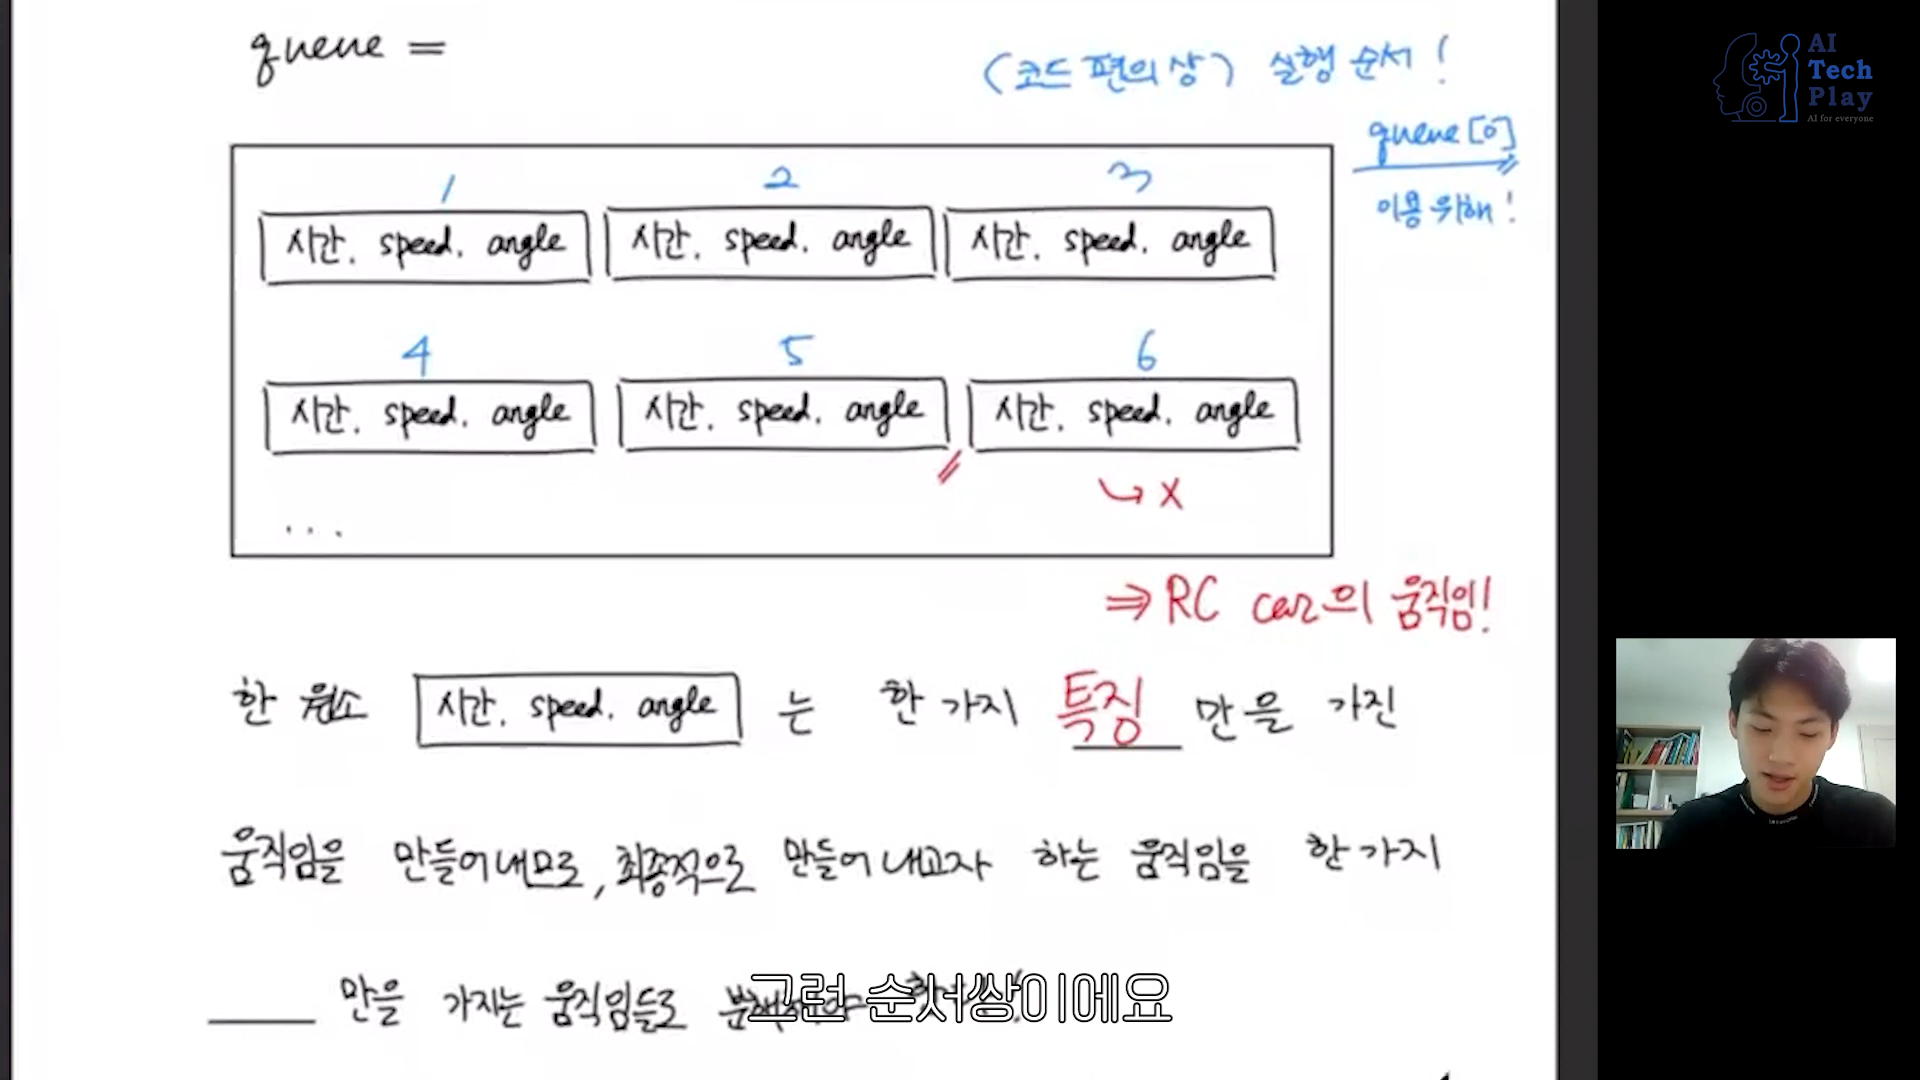 queue =
(코드 편의상) 실행 순서!
queue[0]
이용 위해!
1 2 3
시간, speed, angle 시간, speed, angle 시간, speed, angle
4 5 6
시간, speed, angle 시간, speed, angle 시간, speed, angle
↪ X
...
⇒ RC car의 움직임!
한 원소 시간, speed, angle 는 한 가지 특징 만을 가진
움직임을 만들어내므로, 최종적으로 만들어 내고자 하는 움직임을 한 가지
만을 가지는 움직임들로
그런 순서쌍이에요
AI
Tech
Play
AI for everyone